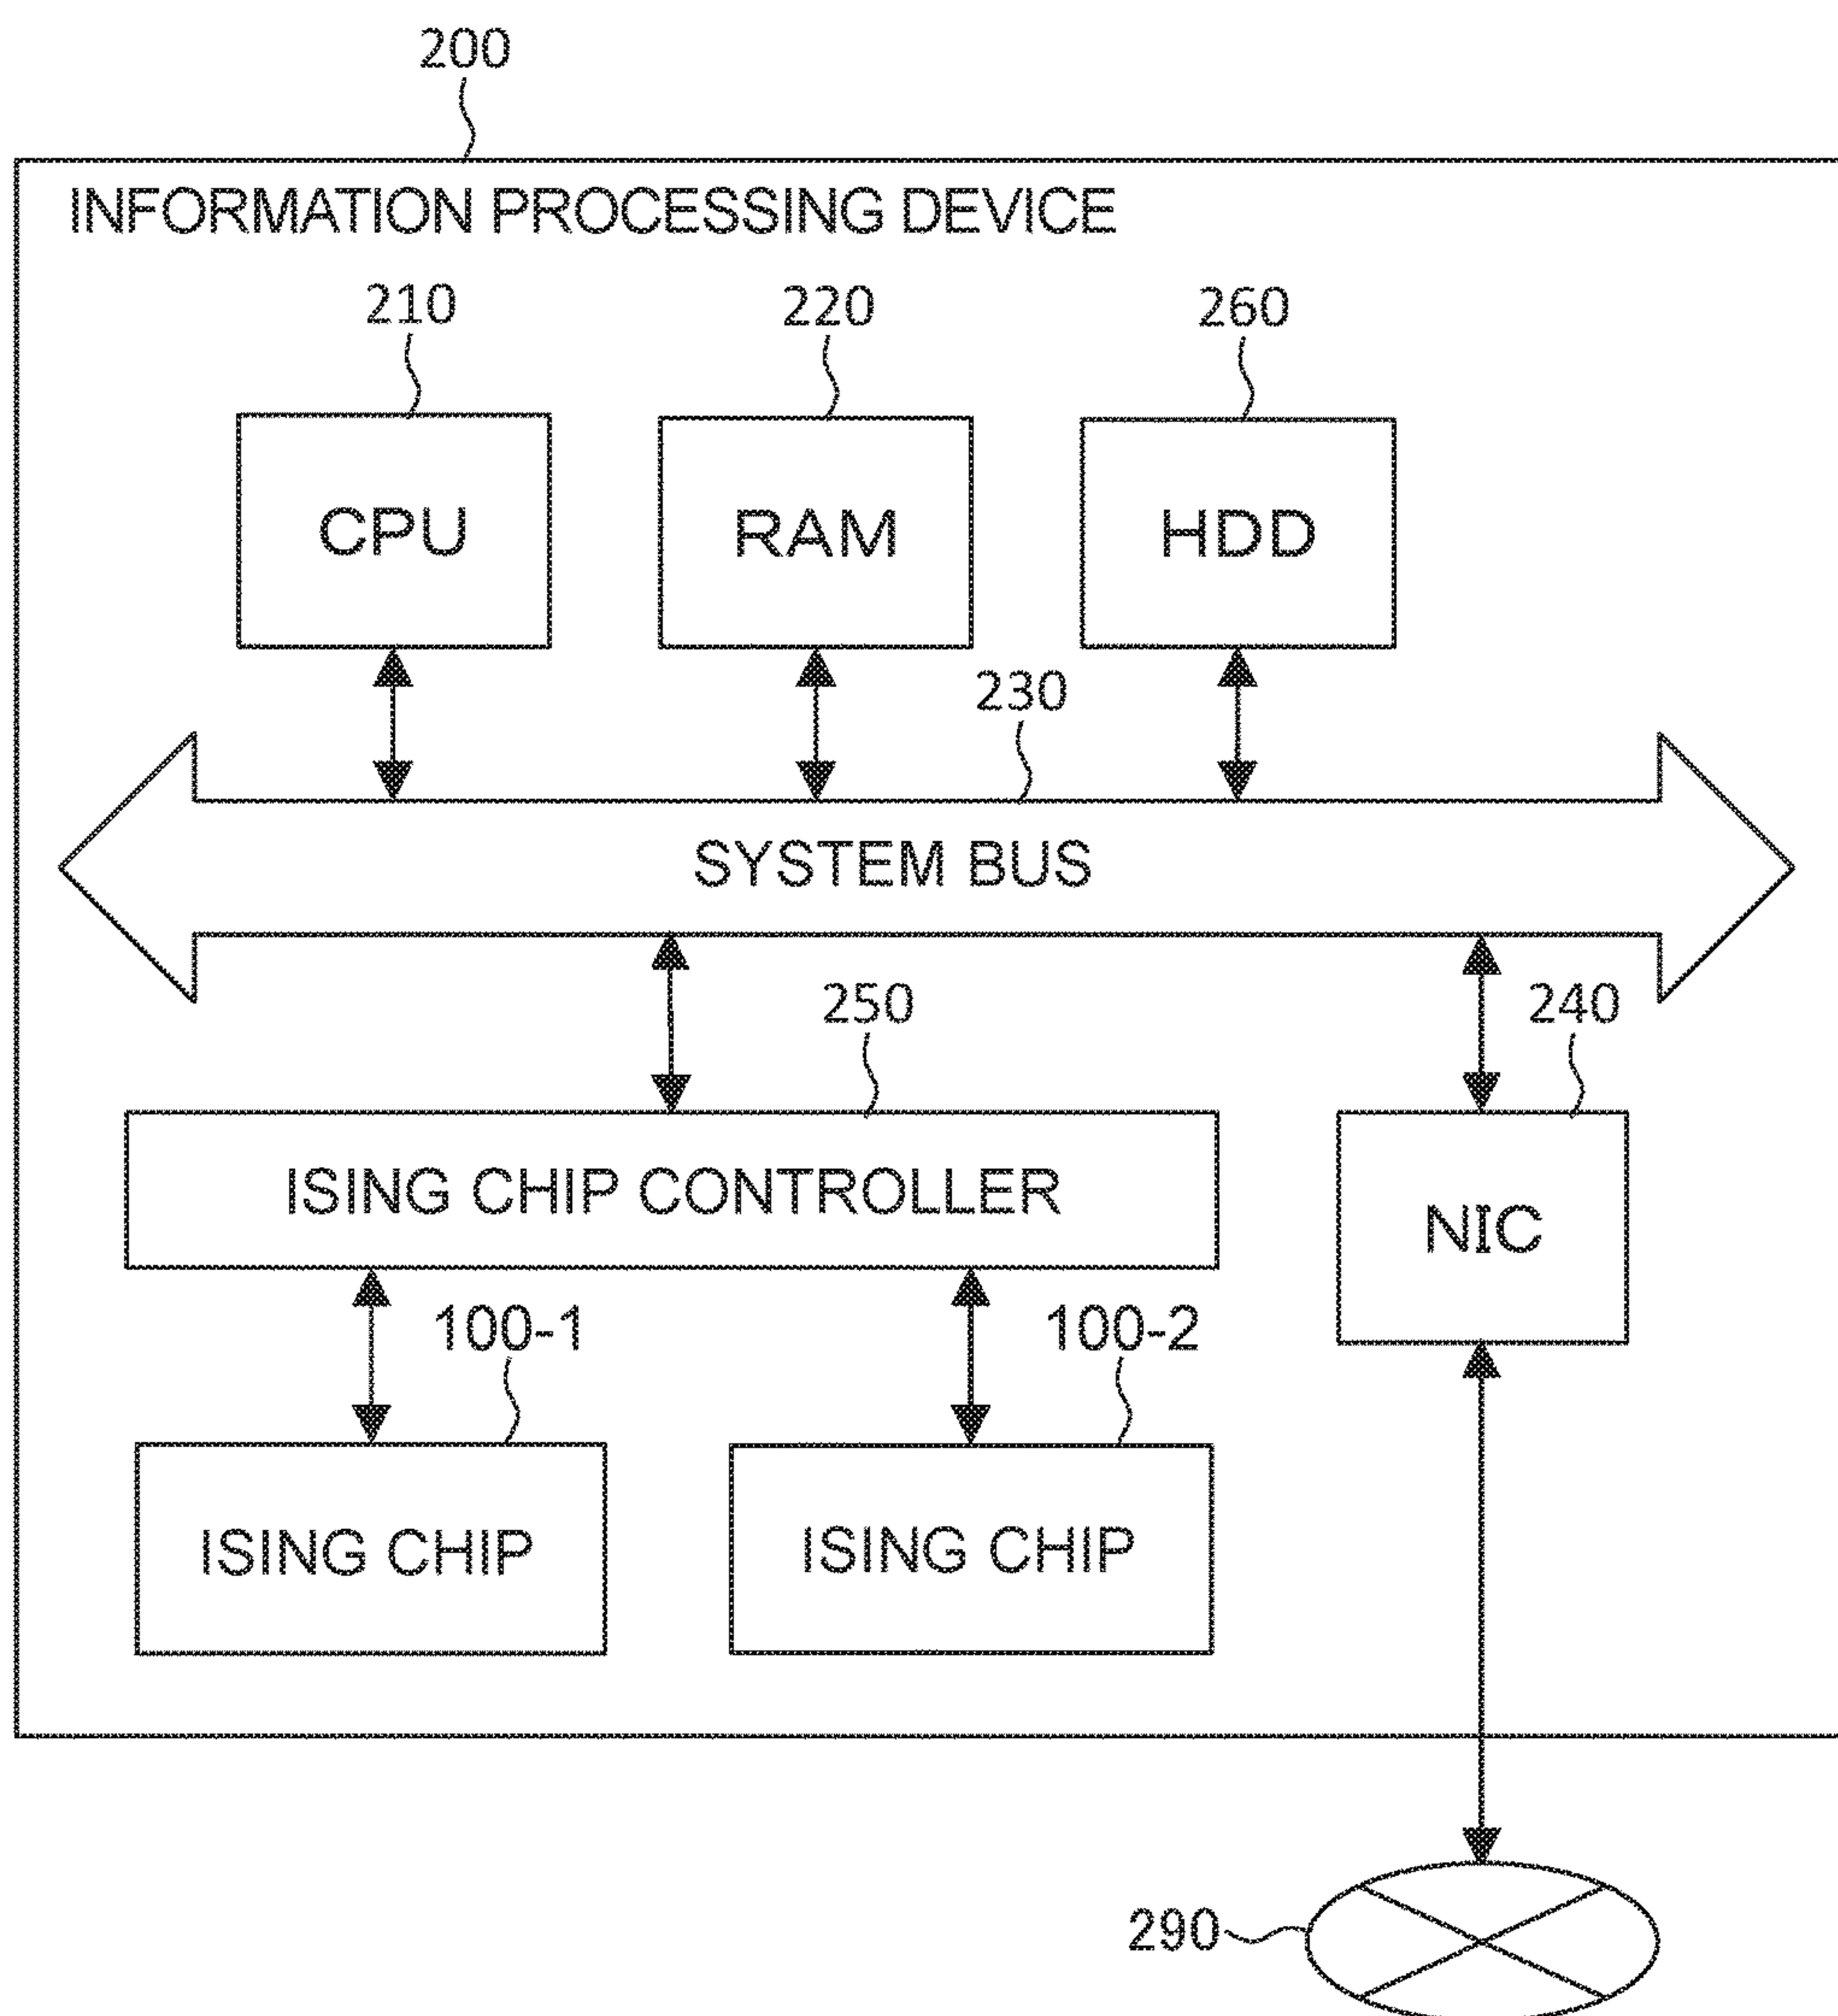 200
INFORMATION PROCESSING DEVICE
210
220
260
CPU
RAM
HDD
230
SYSTEM BUS
250
240
ISING CHIP CONTROLLER
NIC
100-1
100-2
ISING CHIP
ISING CHIP
290